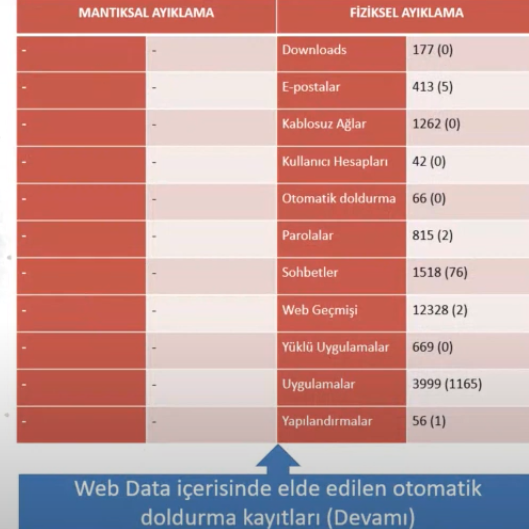 MANTIKSAL AYIKLAMA FİZİKSEL AYIKLAMA
- - Downloads 177 (0)
- - E-postalar 413 (5)
- - Kablosuz Ağlar 1262 (0)
- - Kullanıcı Hesapları 42 (0)
- - Otomatik doldurma 66 (0)
- - Parolalar 815 (2)
- - Sohbetler 1518 (76)
- - Web Geçmişi 12328 (2)
- - Yüklü Uygulamalar 669 (0)
- - Uygulamalar 3999 (1165)
- - Yapılandırmalar 56 (1)
Web Data içerisinde elde edilen otomatik
doldurma kayıtları (Devamı)